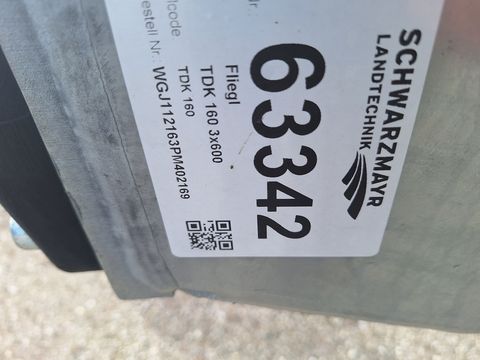 SCHWARZMAYR
LANDTECHNIK
63342
Fliegl
TDK 160 3x600
TDK 160
WGJ112163PM402169